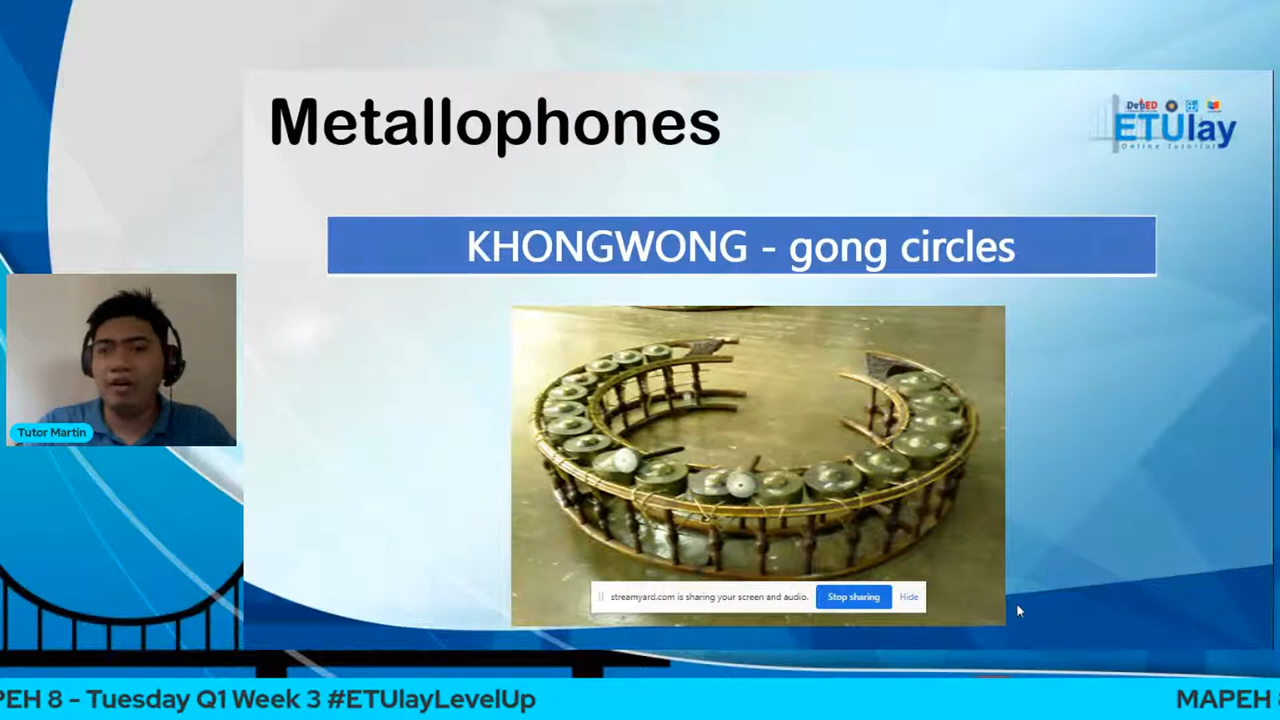 Metallophones
DepED
ETUlay
Online Tutorial
KHONGWONG - gong circles
Tutor Martin
streamyard.com is sharing your screen and audio. Stop sharing Hide
PEH 8 - Tuesday Q1 Week 3 #ETUlayLevelUp MAPEH 8